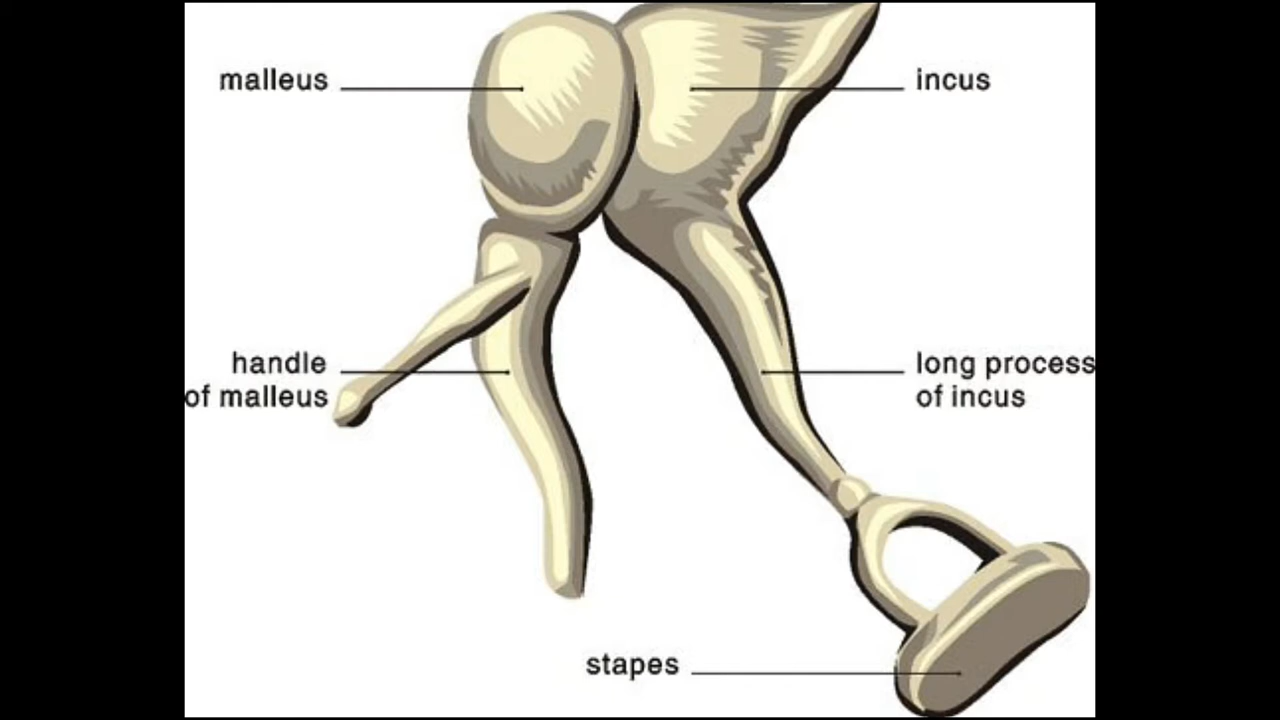 malleus
incus
handle
of malleus
long process
of incus
stapes